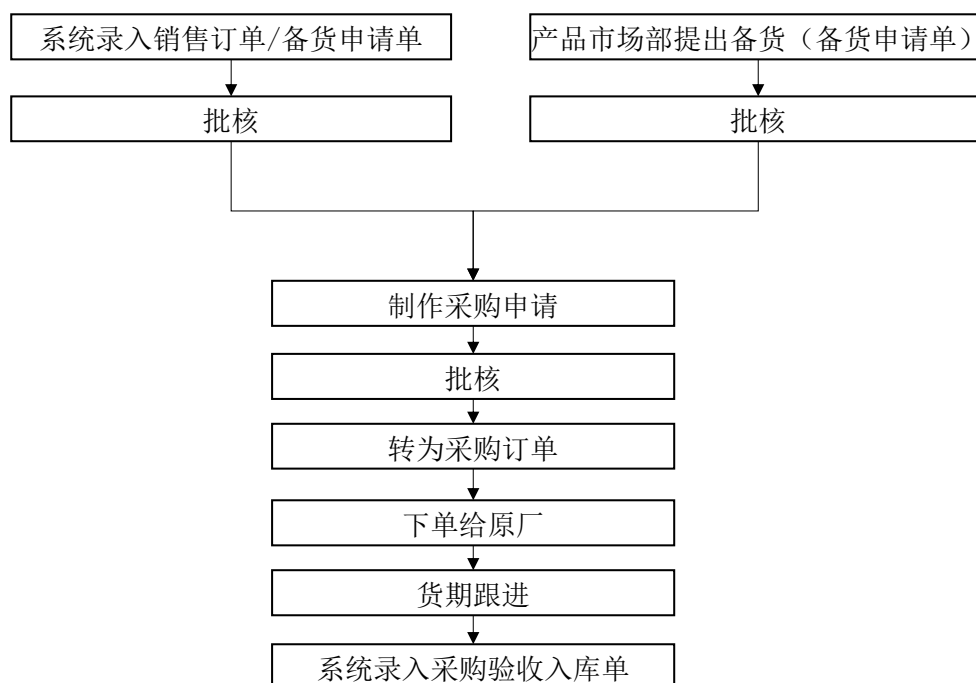 系统录入销售订单/备货申请单
产品市场部提出备货（备货申请单）
批核
批核
制作采购申请
批核
转为采购订单
下单给原厂
货期跟进
系统录入采购验收入库单